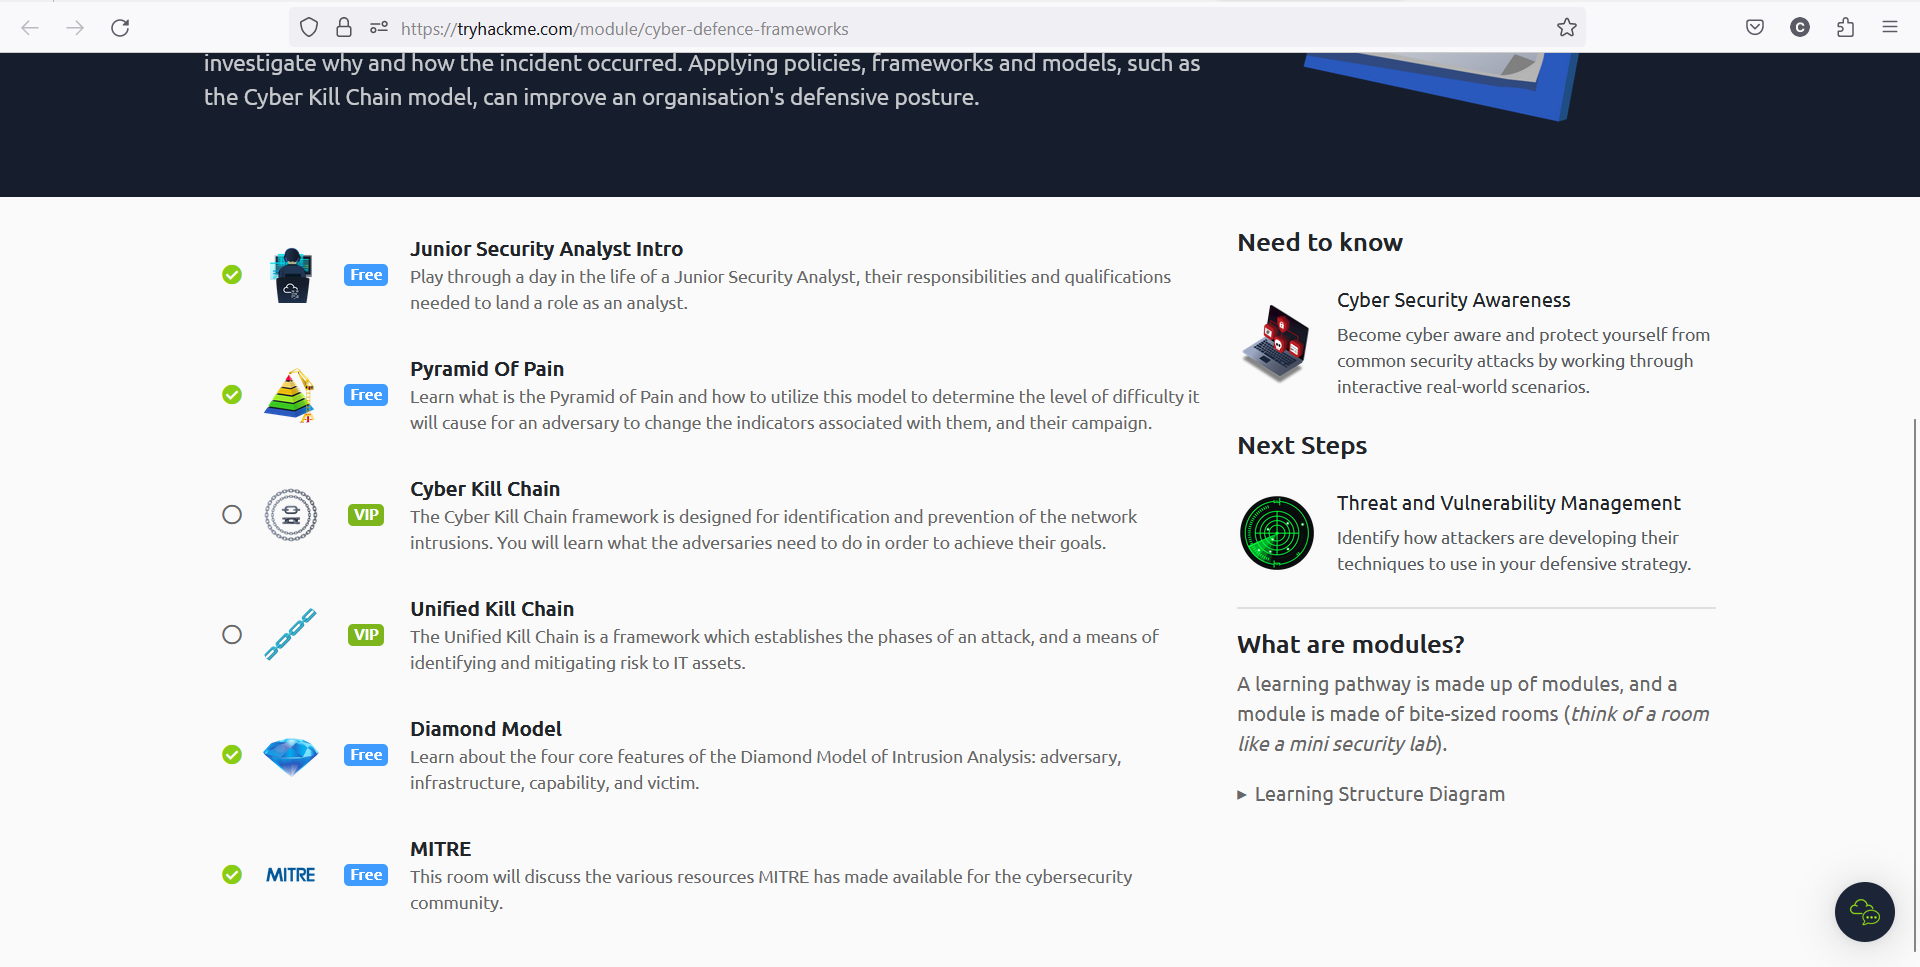 https://tryhackme.com/module/cyber-defence-frameworks
C
investigate why and how the incident occurred. Applying policies, frameworks and models, such as
the Cyber Kill Chain model, can improve an organisation's defensive posture.
Junior Security Analyst Intro
Free
Play through a day in the life of a Junior Security Analyst, their responsibilities and qualifications
needed to land a role as an analyst.
Pyramid Of Pain
Free
Learn what is the Pyramid of Pain and how to utilize this model to determine the level of difficulty it
will cause for an adversary to change the indicators associated with them, and their campaign.
Cyber Kill Chain
VIP
The Cyber Kill Chain framework is designed for identification and prevention of the network
intrusions. You will learn what the adversaries need to do in order to achieve their goals.
Unified Kill Chain
VIP
The Unified Kill Chain is a framework which establishes the phases of an attack, and a means of
identifying and mitigating risk to IT assets.
Diamond Model
Free
Learn about the four core features of the Diamond Model of Intrusion Analysis: adversary,
infrastructure, capability, and victim.
MITRE
MITRE
Free
This room will discuss the various resources MITRE has made available for the cybersecurity
community.
Need to know
Cyber Security Awareness
Become cyber aware and protect yourself from
common security attacks by working through
interactive real-world scenarios.
Next Steps
Threat and Vulnerability Management
Identify how attackers are developing their
techniques to use in your defensive strategy.
What are modules?
A learning pathway is made up of modules, and a
module is made of bite-sized rooms (think of a room
like a mini security lab).
Learning Structure Diagram